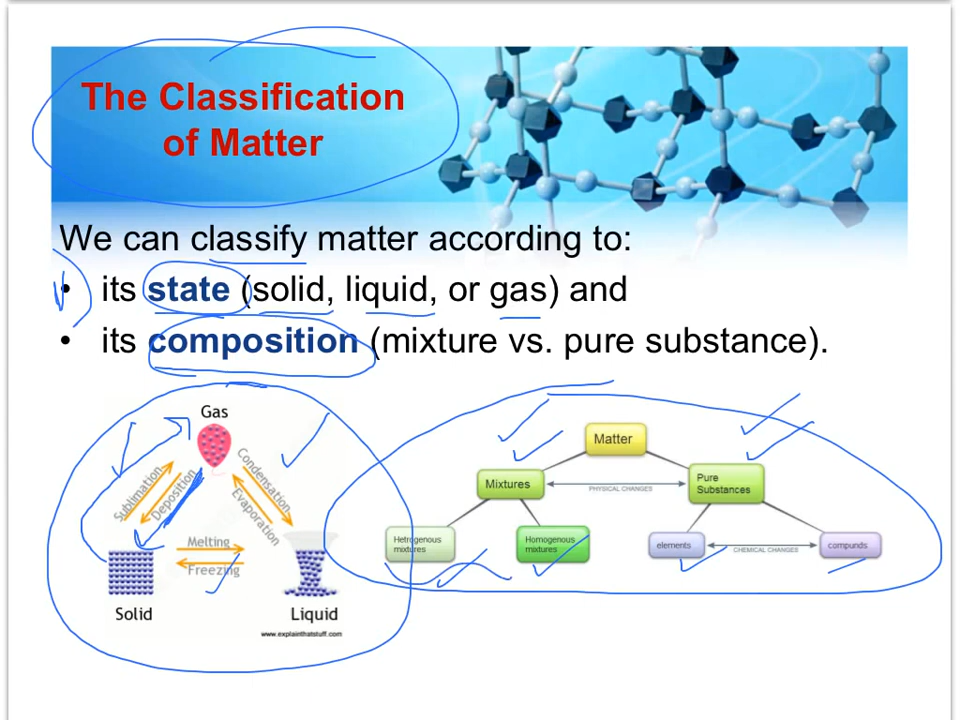 The Classification
of Matter
We can classify matter according to:
• its state (solid, liquid, or gas) and
• its composition (mixture vs. pure substance).
Gas
Sublimation
Deposition
Condensation
Evaporation
Melting
Freezing
Solid
Liquid
www.explainthatstuff.com
Matter
Mixtures
PHYSICAL CHANGES
Pure
Substances
Hetrogenous
mixtures
Homogenous
mixtures
elements
CHEMICAL CHANGES
compunds